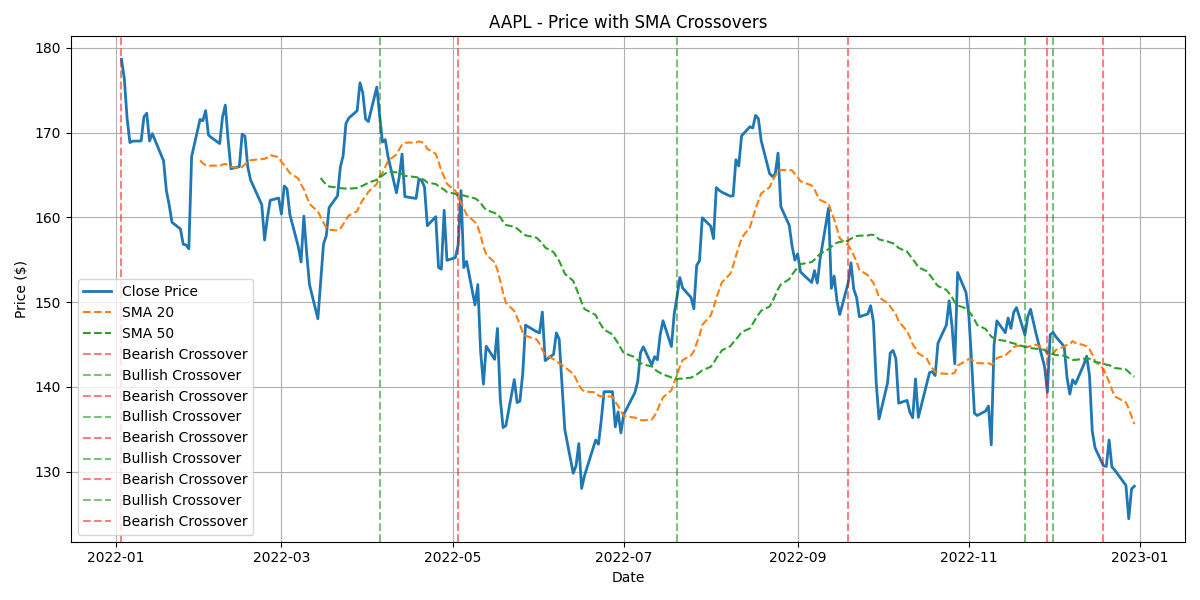 AAPL - Price with SMA Crossovers
180
170
160
150
140
130
Price ($)
Close Price
SMA 20
SMA 50
Bearish Crossover
Bullish Crossover
Bearish Crossover
Bullish Crossover
Bearish Crossover
Bullish Crossover
Bearish Crossover
Bullish Crossover
Bearish Crossover
2022-01
2022-03
2022-05
2022-07
2022-09
2022-11
2023-01
Date